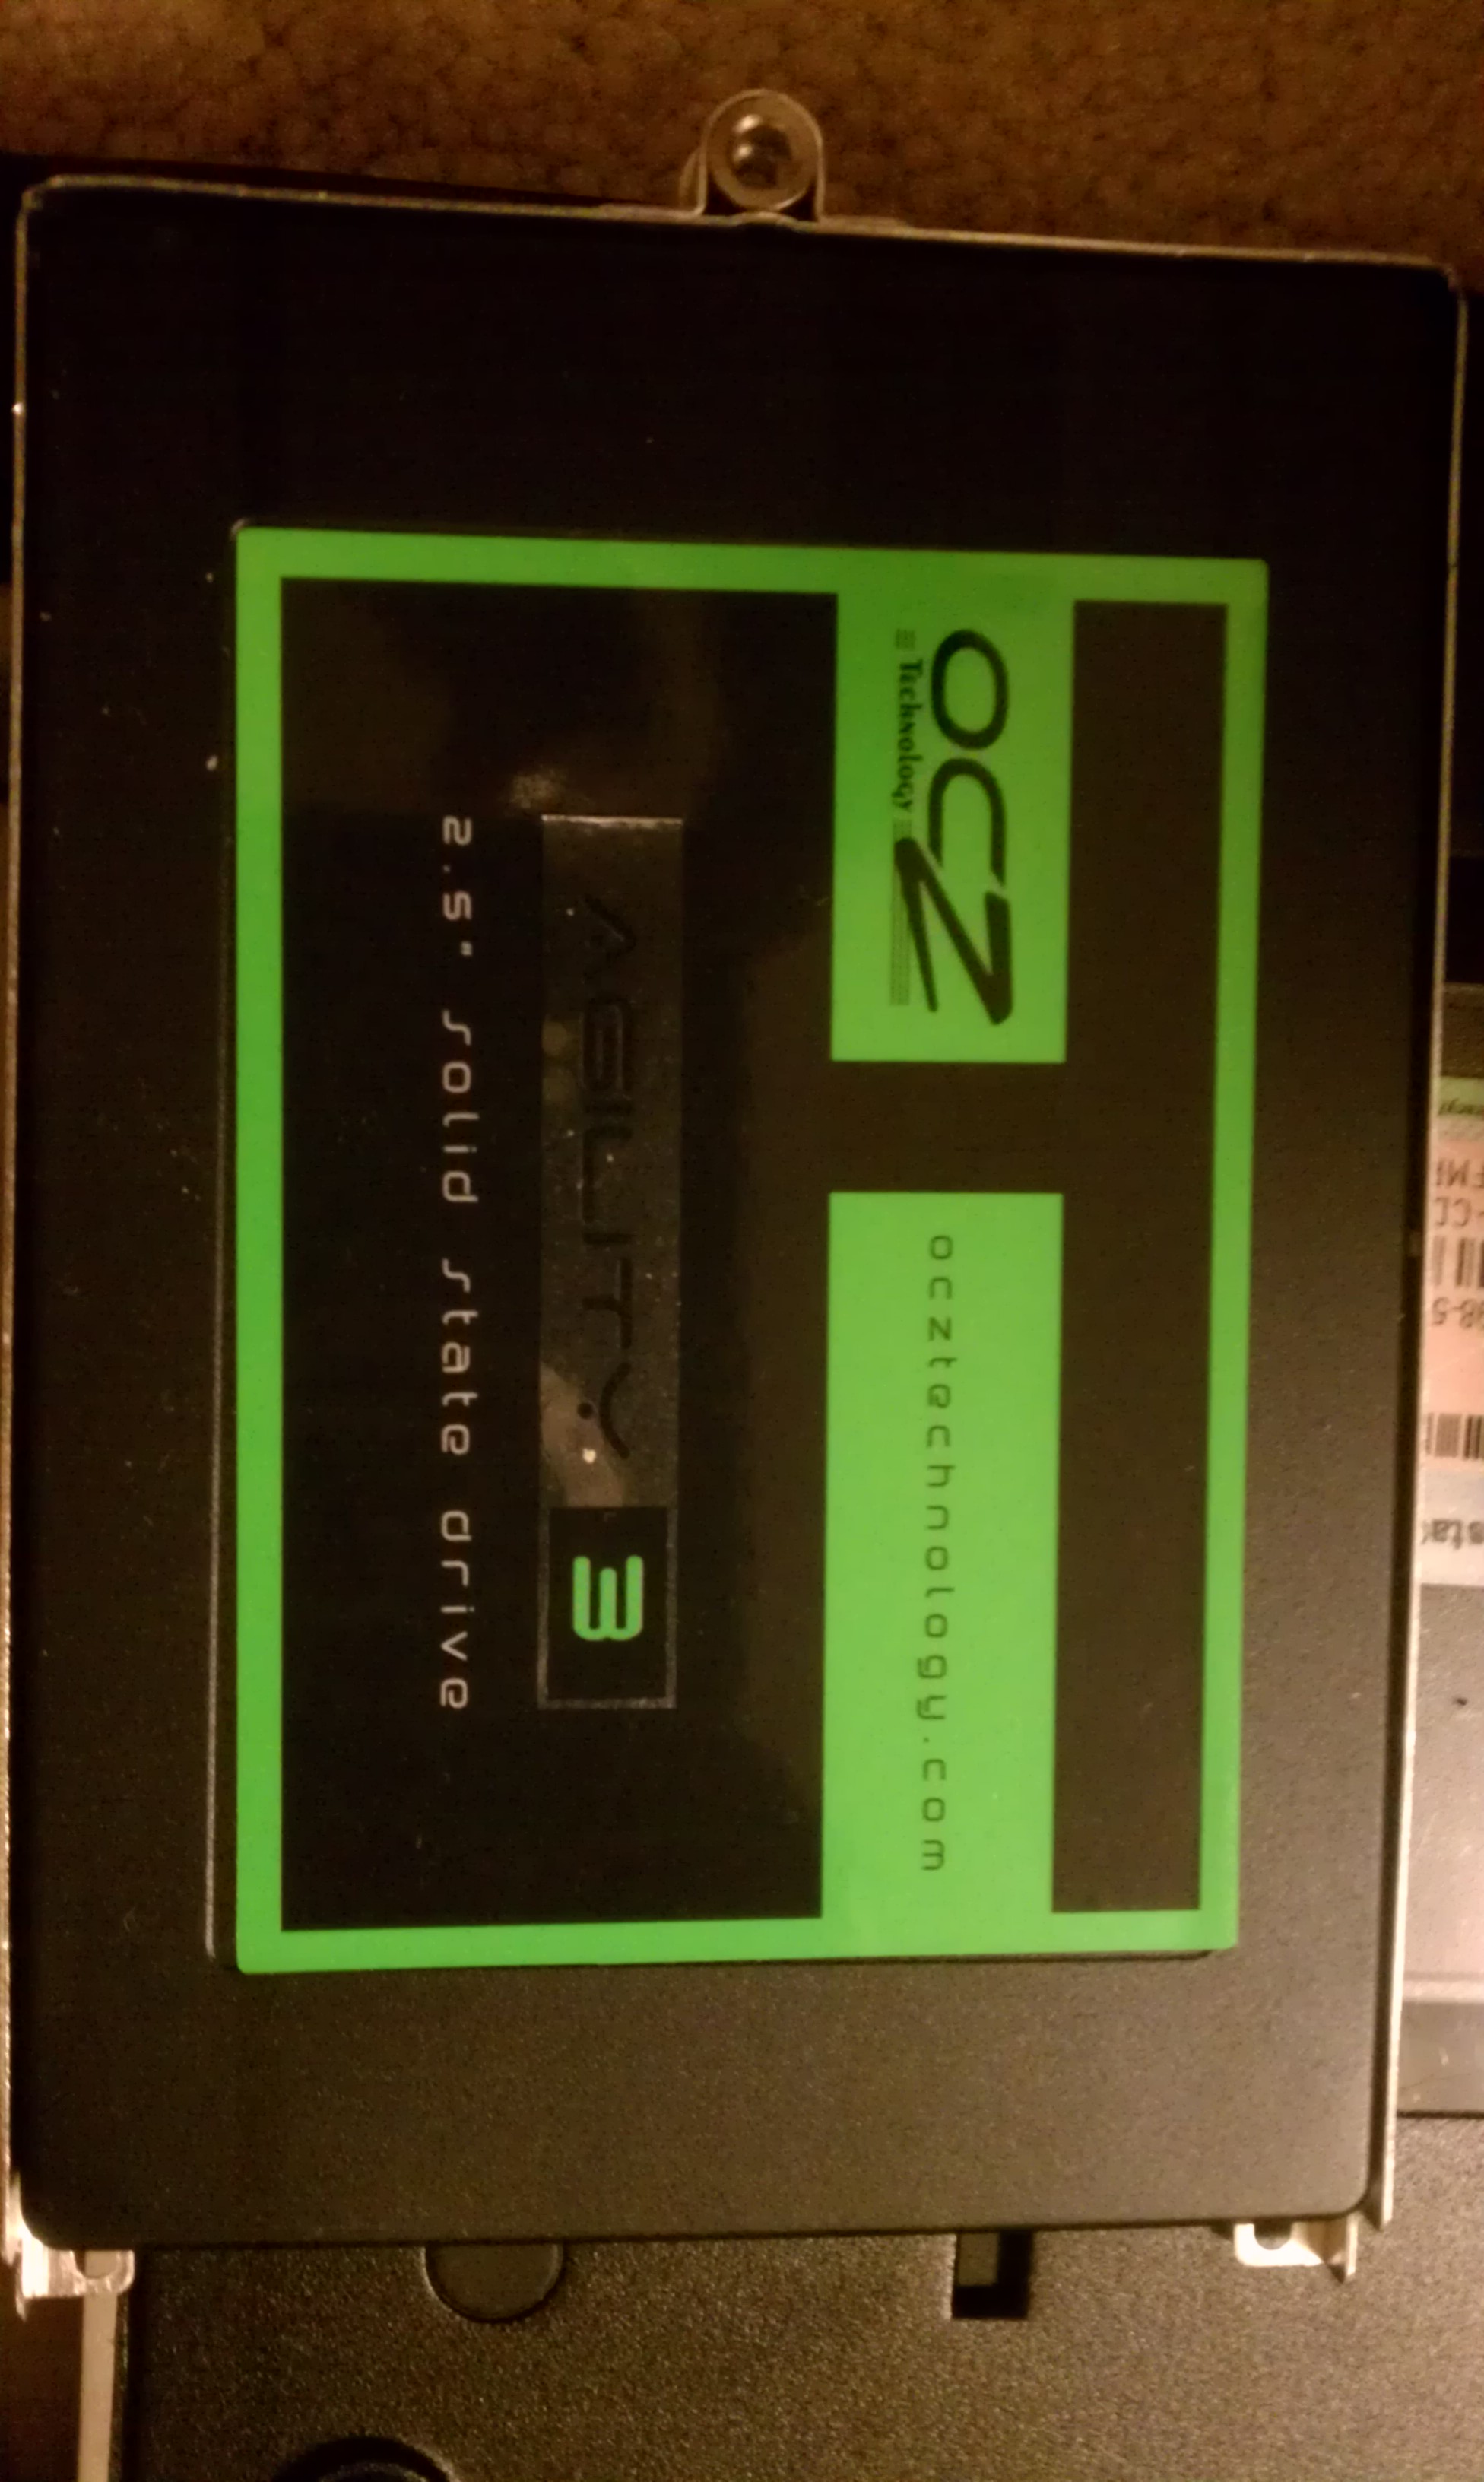 OCZ
Technology
ocztechnology.com
AGILITY 3
2.5" solid state drive